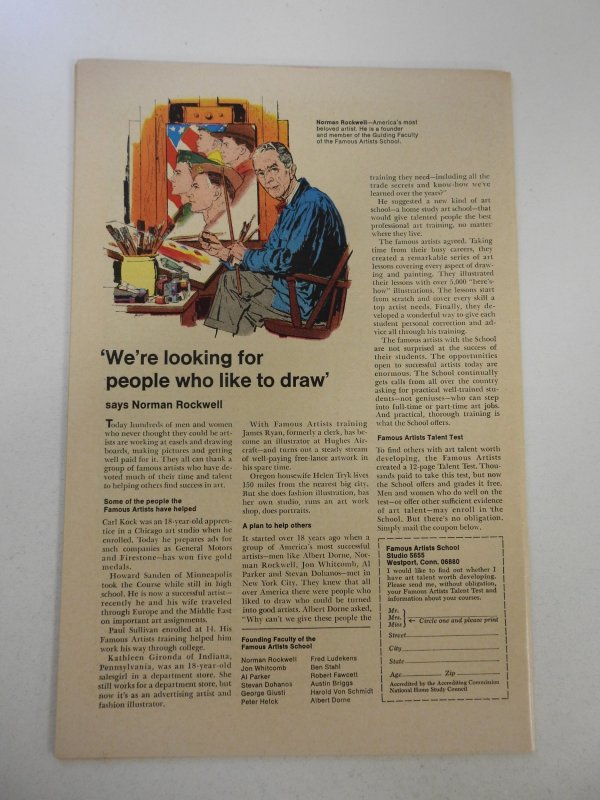 Norman Rockwell—America's most
beloved artist. He is a founder
and member of the Guiding Faculty
of the Famous Artists School.
'We're looking for
people who like to draw'
says Norman Rockwell
Today hundreds of men and women
who never thought they could be art-
ists are working at easels and drawing
boards, making pictures and getting
well paid for it. They all can thank a
group of famous artists who have de-
voted much of their time and talent
to helping others find success in art.
Some of the people the
Famous Artists have helped
Carl Kock was an 18-year-old appren-
tice in a Chicago art studio when he
enrolled. Today he prepares ads for
such companies as General Motors
and Firestone—has won five gold
medals.
Howard Sanden of Minneapolis
took the Course while still in high
school. He is now a successful artist—
recently he and his wife traveled
through Europe and the Middle East
on important art assignments.
Paul Sullivan enrolled at 14. His
Famous Artists training helped him
work his way through college.
Kathleen Gironda of Indiana,
Pennsylvania, was an 18-year-old
salesgirl in a department store. She
still works for a department store, but
now it's as an advertising artist and
fashion illustrator.
With Famous Artists training
James Ryan, formerly a clerk, has be-
come an illustrator at Hughes Air-
craft—and turns out a steady stream
of well-paying free-lance artwork in
his spare time.
Oregon housewife Helen Tryk lives
150 miles from the nearest big city.
But she does fashion illustration, has
her own studio, runs an art work
shop, does portraits.
A plan to help others
It started over 18 years ago when a
group of America's most successful
artists—men like Albert Dorne, Nor-
man Rockwell, Jon Whitcomb, Al
Parker and Stevan Dohanos—met in
New York City. They knew that all
over America there were people who
liked to draw who could be turned
into good artists. Albert Dorne asked,
"Why can't we give these people the
Founding Faculty of the
Famous Artists School
Norman Rockwell Fred Ludekens
Jon Whitcomb Ben Stahl
Al Parker Robert Fawcett
Stevan Dohanos Austin Briggs
George Giusti Harold Von Schmidt
Peter Helck Albert Dorne
training they need—including all the
trade secrets and know-how we've
learned over the years?"
He suggested a new kind of art
school—a home study art school—that
would give talented people the best
professional art training, no matter
where they live.
The famous artists agreed. Taking
time from their busy careers, they
created a remarkable series of art
lessons covering every aspect of draw-
ing and painting. They illustrated
their lessons with over 5,000 "here's-
how" illustrations. The lessons start
from scratch and cover every skill a
top artist needs. Finally, they de-
veloped a wonderful way to give each
student personal correction and ad-
vice all through his training.
The famous artists with the School
are not surprised at the success of
their students. The opportunities
open to successful artists today are
enormous. The School continually
gets calls from all over the country
asking for practical well-trained stu-
dents—not geniuses—who can step
into full-time or part-time art jobs.
And practical, thorough training is
what the School offers.
Famous Artists Talent Test
To find others with art talent worth
developing, the Famous Artists
created a 12-page Talent Test. Thou-
sands paid to take this test, but now
the School offers and grades it free.
Men and women who do well on the
test—or offer other sufficient evidence
of art talent—may enroll in the
School. But there's no obligation.
Simply mail the coupon below.
Famous Artists School
Studio 5655
Westport, Conn. 06880
I would like to find out whether I
have art talent worth developing.
Please send me, without obligation,
your Famous Artists Talent Test and
information about your courses.
Mr.
Mrs. ← Circle one and please print
Miss
Street
City
State
Age Zip
Accredited by the Accrediting Commission
National Home Study Council